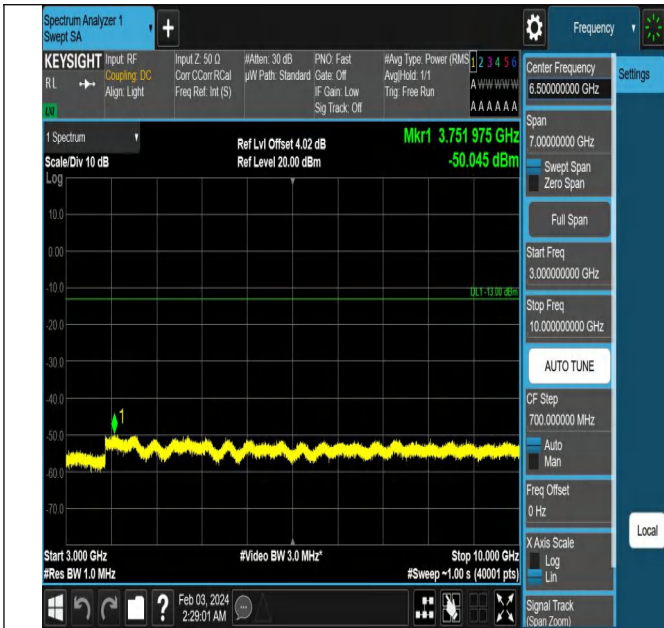 Spectrum Analyzer 1
Swept SA
+
Frequency
KEYSIGHT
RL
LXI
Input: RF
Coupling: DC
Align: Light
Input Z: 50 Ω
Corr CCorr RCal
Freq Ref: Int (S)
#Atten: 30 dB
µW Path: Standard
PNO: Fast
Gate: Off
IF Gain: Low
Sig Track: Off
#Avg Type: Power (RMS
Avg|Hold: 1/1
Trig: Free Run
1 2 3 4 5 6
A W W W W W
A A A A A A
1 Spectrum
Scale/Div 10 dB
Log
Ref Lvl Offset 4.02 dB
Ref Level 20.00 dBm
Mkr1 3.751 975 GHz
-50.045 dBm
10.0
0.00
-10.0
-20.0
-30.0
-40.0
-50.0
-60.0
-70.0
DL1 -13.00 dBm
1
Start 3.000 GHz
#Res BW 1.0 MHz
#Video BW 3.0 MHz*
Stop 10.000 GHz
#Sweep ~1.00 s (40001 pts)
?
Feb 03, 2024
2:29:01 AM
Center Frequency
6.500000000 GHz
Settings
Span
7.00000000 GHz
Swept Span
Zero Span
Full Span
Start Freq
3.000000000 GHz
Stop Freq
10.000000000 GHz
AUTO TUNE
CF Step
700.000000 MHz
Auto
Man
Freq Offset
0 Hz
X Axis Scale
Log
Lin
Local
Signal Track
(Span Zoom)